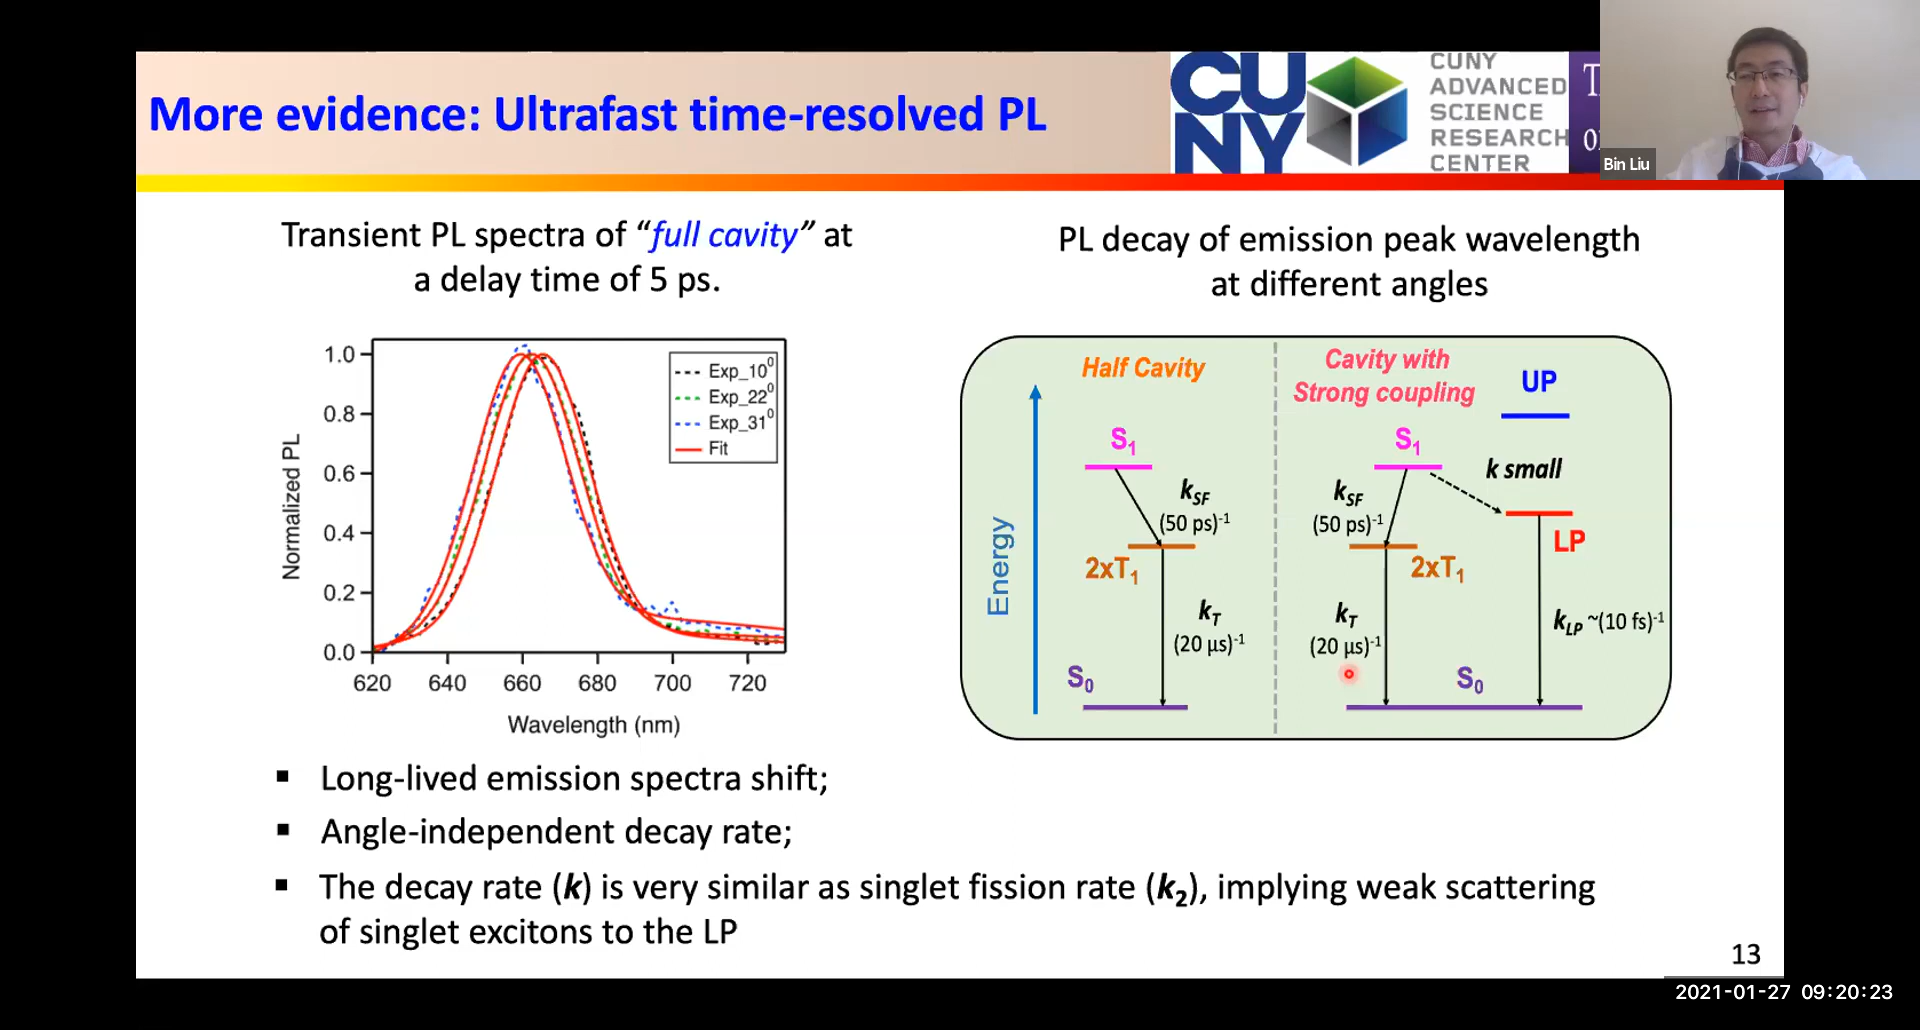 More evidence: Ultrafast time-resolved PL
CU
NY
CUNY
ADVANCED
SCIENCE
RESEARCH
CENTER
Bin Liu
Transient PL spectra of “full cavity” at
a delay time of 5 ps.
PL decay of emission peak wavelength
at different angles
1.0
0.8
0.6
0.4
0.2
0.0
Normalized PL
620 640 660 680 700 720
Wavelength (nm)
Exp_10⁰
Exp_22⁰
Exp_31⁰
Fit
Energy
Half Cavity
S₁
k_SF
(50 ps)⁻¹
2xT₁
k_T
(20 µs)⁻¹
S₀
Cavity with
Strong coupling
UP
S₁
k small
k_SF
(50 ps)⁻¹
LP
2xT₁
k_T
(20 µs)⁻¹
k_LP ~(10 fs)⁻¹
S₀
▪ Long-lived emission spectra shift;
▪ Angle-independent decay rate;
▪ The decay rate (k) is very similar as singlet fission rate (k₂), implying weak scattering
of singlet excitons to the LP
13
2021-01-27 09:20:23